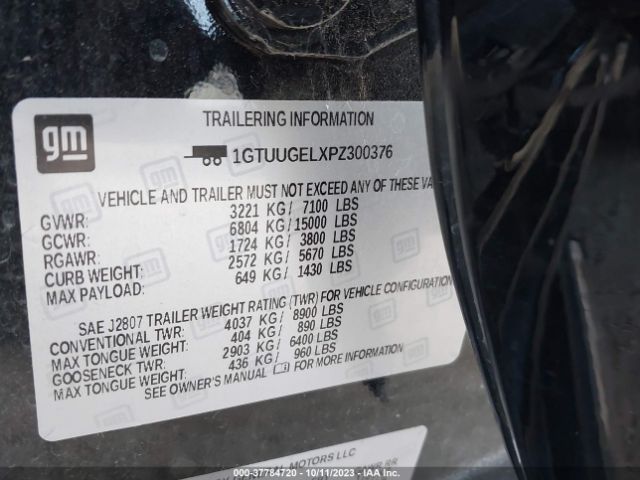 gm
TRAILERING INFORMATION
1GTUUGELXPZ300376
VEHICLE AND TRAILER MUST NOT EXCEED ANY OF THESE VA
GVWR: 3221 KG/ 7100 LBS
GCWR: 6804 KG/15000 LBS
RGAWR: 1724 KG/ 3800 LBS
CURB WEIGHT: 2572 KG/ 5670 LBS
MAX PAYLOAD: 649 KG/ 1430 LBS
SAE J2807 TRAILER WEIGHT RATING (TWR) FOR VEHICLE CONFIGURATION
CONVENTIONAL TWR: 4037 KG/ 8900 LBS
MAX TONGUE WEIGHT: 404 KG/ 890 LBS
GOOSENECK TWR: 2903 KG/ 6400 LBS
MAX TONGUE WEIGHT: 436 KG/ 960 LBS
SEE OWNER'S MANUAL FOR MORE INFORMATION
MOTORS LLC
000-37784720 > 10/11/2023 > IAAI.COM